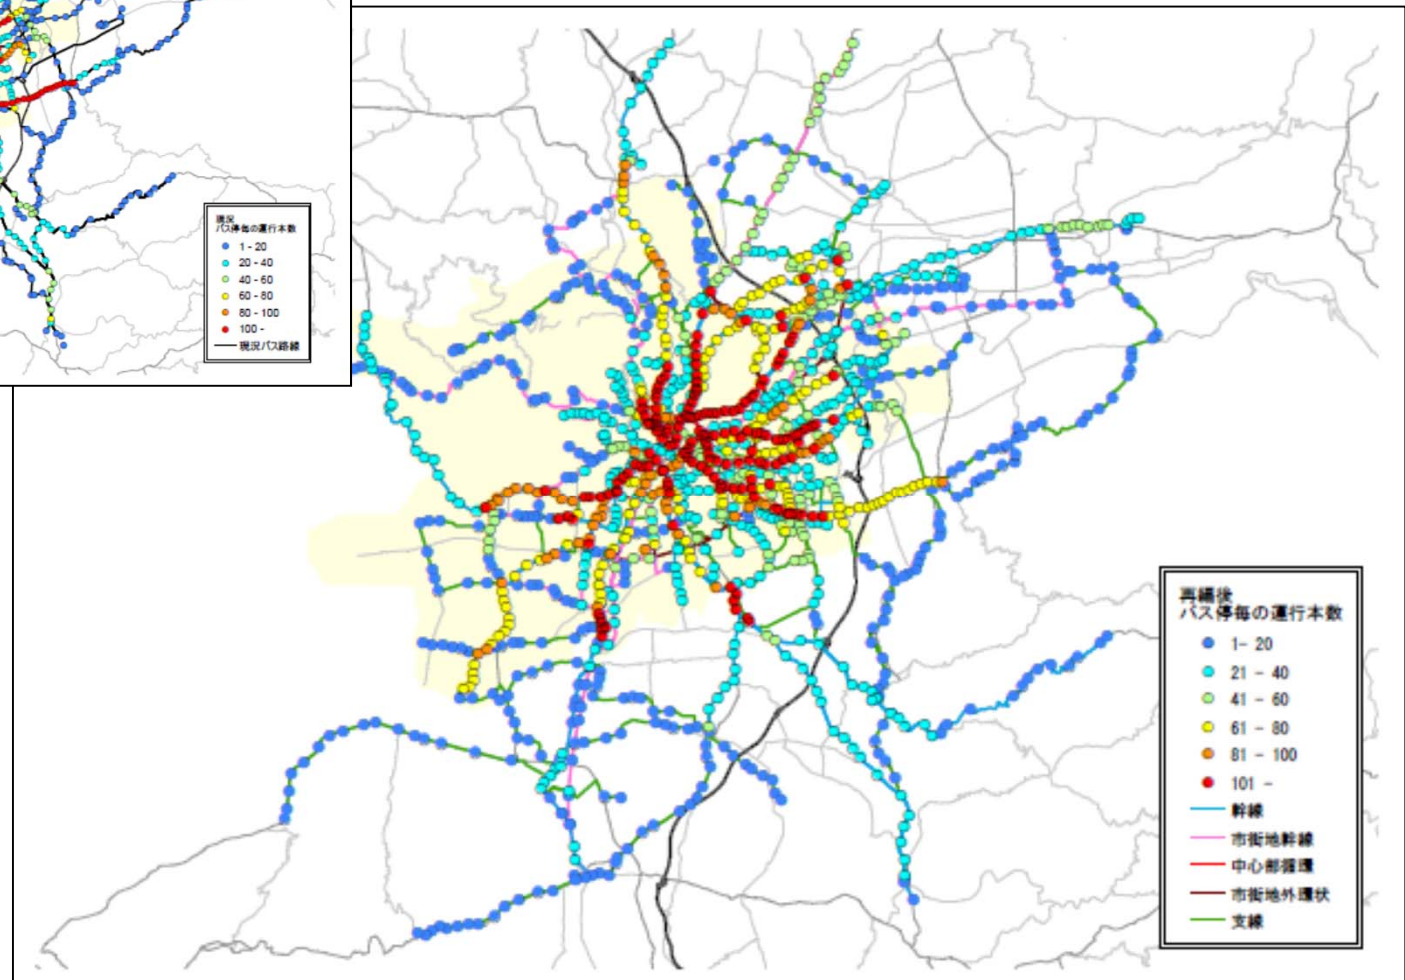 現況
バス停毎の運行本数
1 - 20
20 - 40
40 - 60
60 - 80
80 - 100
100 -
現況バス路線
再編後
バス停毎の運行本数
1- 20
21 - 40
41 - 60
61 - 80
81 - 100
101 -
幹線
市街地幹線
中心部循環
市街地外環状
支線